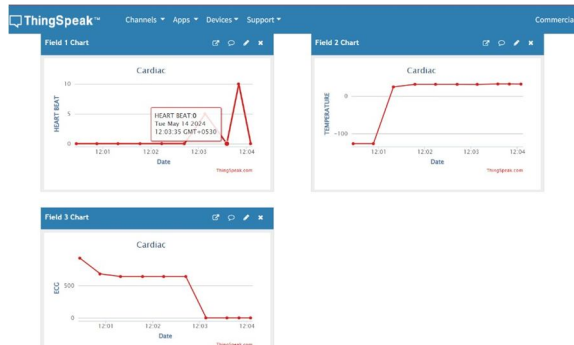 ThingSpeak™ Channels Apps Devices Support Commercia
Field 1 Chart
Cardiac
HEART BEAT
10
5
0
HEART BEAT:0
Tue May 14 2024
12:03:35 GMT+0530
12:01 12:02 12:03 12:04
Date
ThingSpeak.com
Field 2 Chart
Cardiac
TEMPERATURE
0
-100
12:01 12:02 12:03 12:04
Date
ThingSpeak.com
Field 3 Chart
Cardiac
ECG
500
0
12:01 12:02 12:03 12:04
Date
ThingSpeak.com